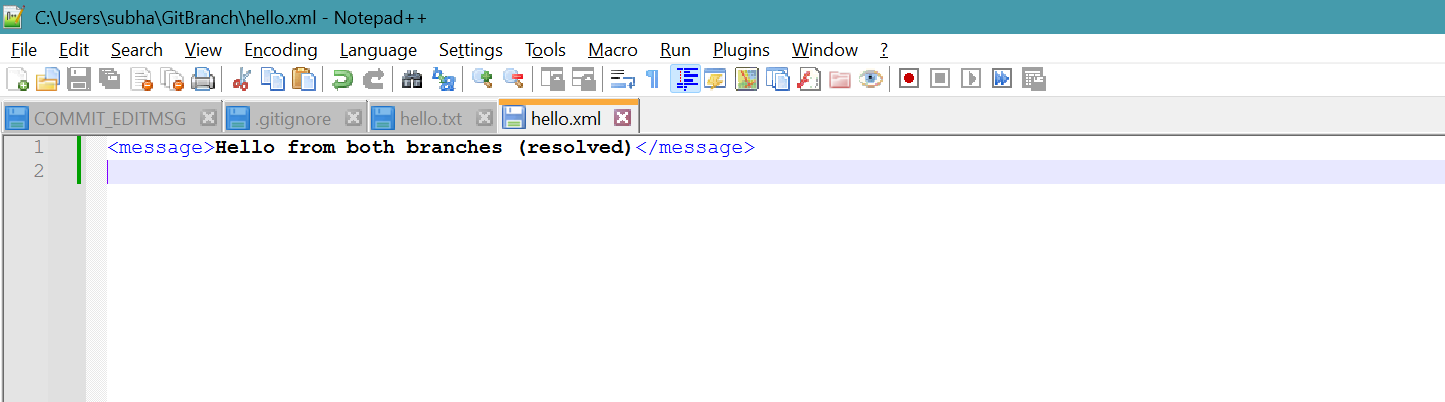 C:\Users\subha\GitBranch\hello.xml - Notepad++
File Edit Search View Encoding Language Settings Tools Macro Run Plugins Window ?
COMMIT_EDITMSG .gitignore hello.txt hello.xml
1 <message>Hello from both branches (resolved)</message>
2